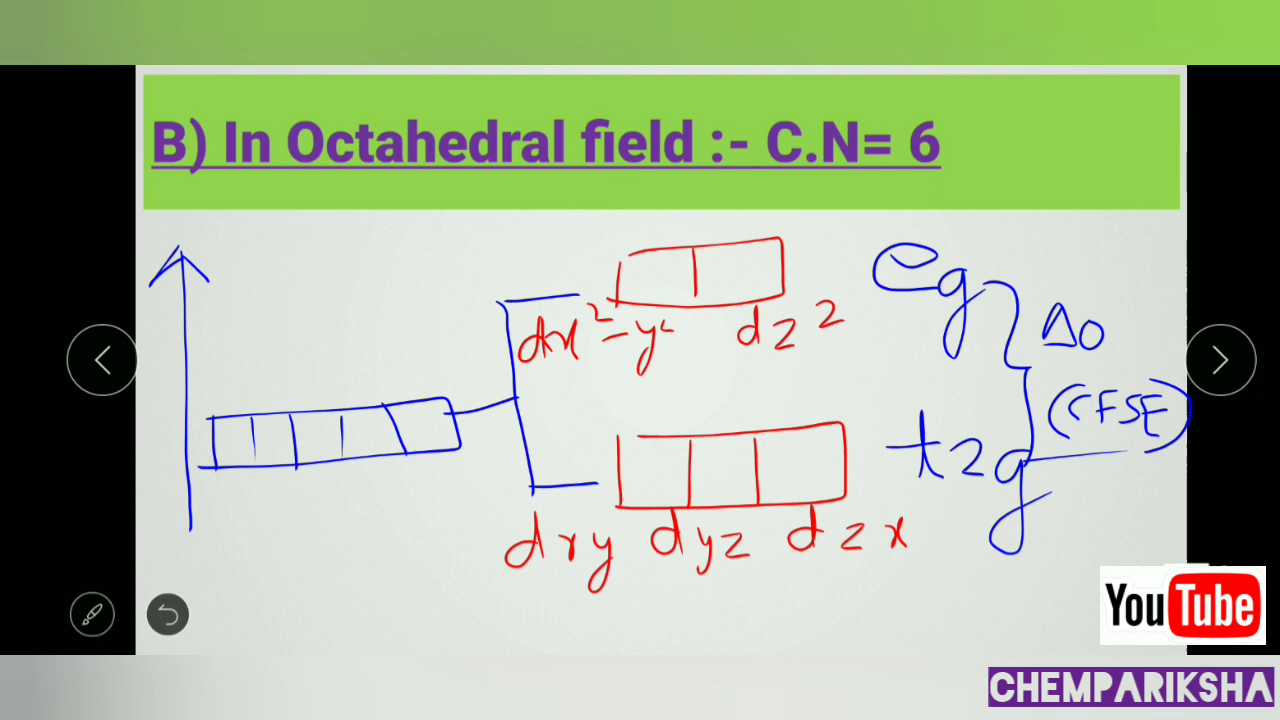 B) In Octahedral field :- C.N= 6
eg
dx²-y² dz²
Δo
(CFSE)
t2g
dxy dyz dzx
YouTube
CHEMPARIKSHA